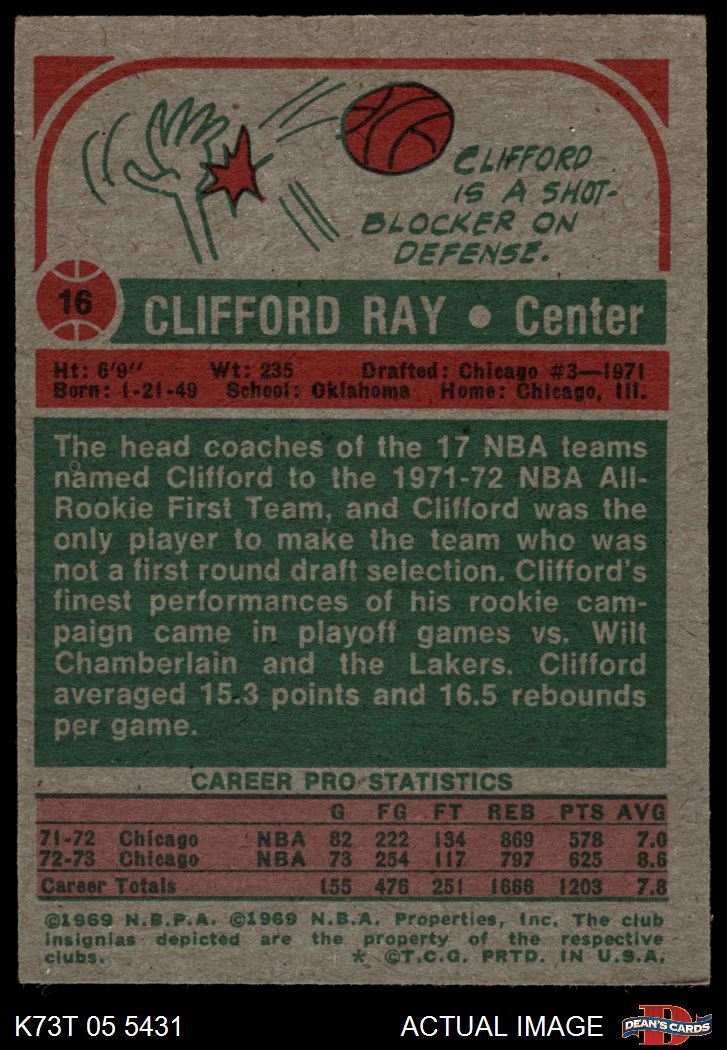 CLIFFORD
IS A SHOT-
BLOCKER ON
DEFENSE.
16
CLIFFORD RAY • Center
Ht: 6'9" Wt: 235 Drafted: Chicago #3—1971
Born: 1-21-49 School: Oklahoma Home: Chicago, Ill.
The head coaches of the 17 NBA teams
named Clifford to the 1971-72 NBA All-
Rookie First Team, and Clifford was the
only player to make the team who was
not a first round draft selection. Clifford's
finest performances of his rookie cam-
paign came in playoff games vs. Wilt
Chamberlain and the Lakers. Clifford
averaged 15.3 points and 16.5 rebounds
per game.
CAREER PRO STATISTICS
G FG FT REB PTS AVG
71-72 Chicago NBA 82 222 134 869 578 7.0
72-73 Chicago NBA 73 254 117 797 625 8.6
Career Totals 155 476 251 1666 1203 7.8
©1969 N.B.P.A. ©1969 N.B.A. Properties, Inc. The club
insignias depicted are the property of the respective
clubs. * ©T.C.G. PRTD. IN U.S.A.
K73T 05 5431 ACTUAL IMAGE
D
DEAN'S CARDS